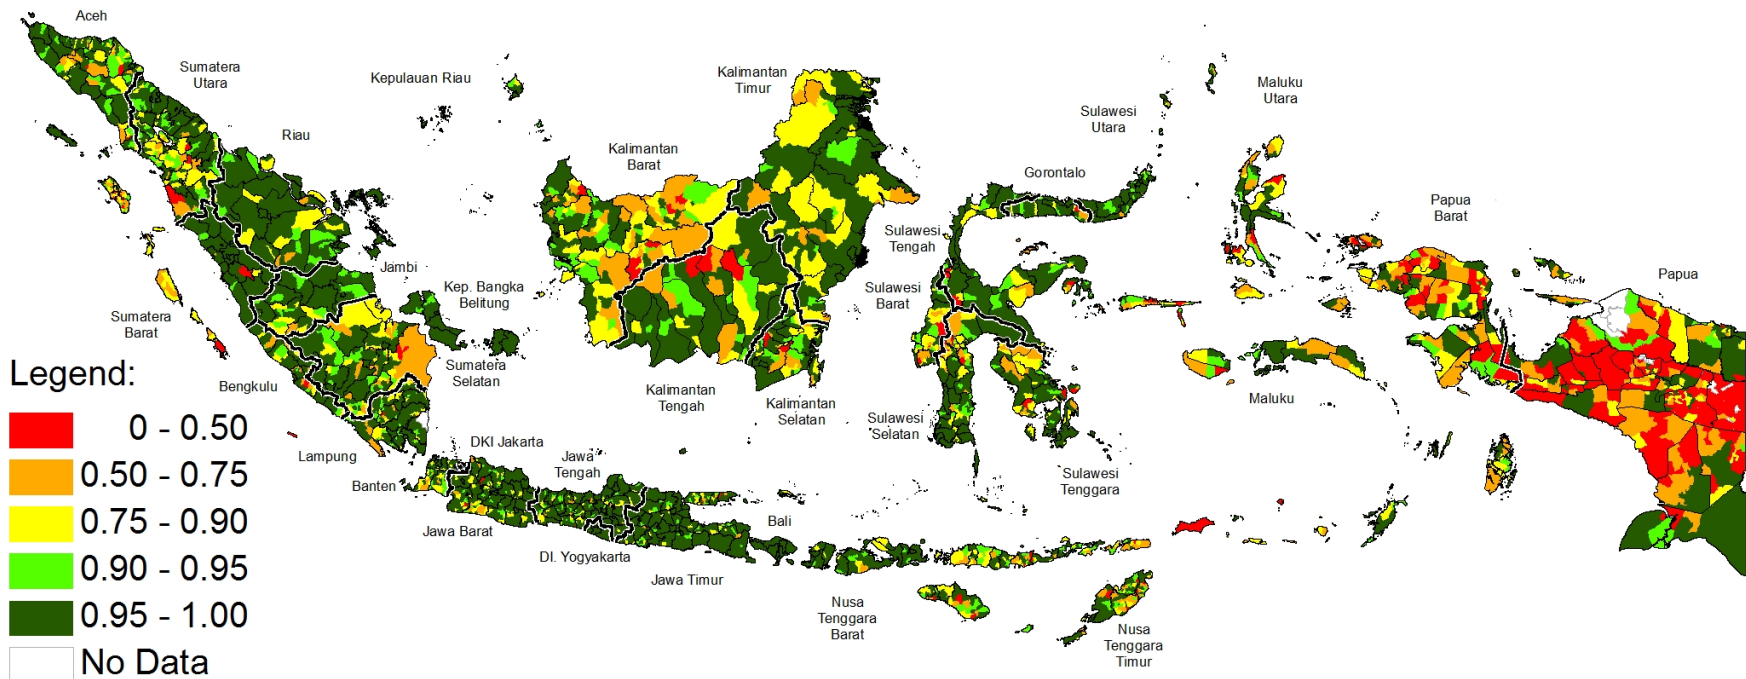 Aceh
Sumatera
Utara
Kepulauan Riau
Riau
Kalimantan
Timur
Kalimantan
Barat
Sulawesi
Utara
Maluku
Utara
Gorontalo
Papua
Barat
Sulawesi
Tengah
Jambi
Kep. Bangka
Belitung
Sulawesi
Barat
Papua
Sumatera
Barat
Sumatera
Selatan
Bengkulu
Kalimantan
Tengah
Kalimantan
Selatan
Sulawesi
Selatan
Maluku
Lampung
DKI Jakarta
Jawa
Tengah
Banten
Sulawesi
Tenggara
Jawa Barat
Bali
DI. Yogyakarta
Jawa Timur
Nusa
Tenggara
Barat
Nusa
Tenggara
Timur
Legend:
0 - 0.50
0.50 - 0.75
0.75 - 0.90
0.90 - 0.95
0.95 - 1.00
No Data